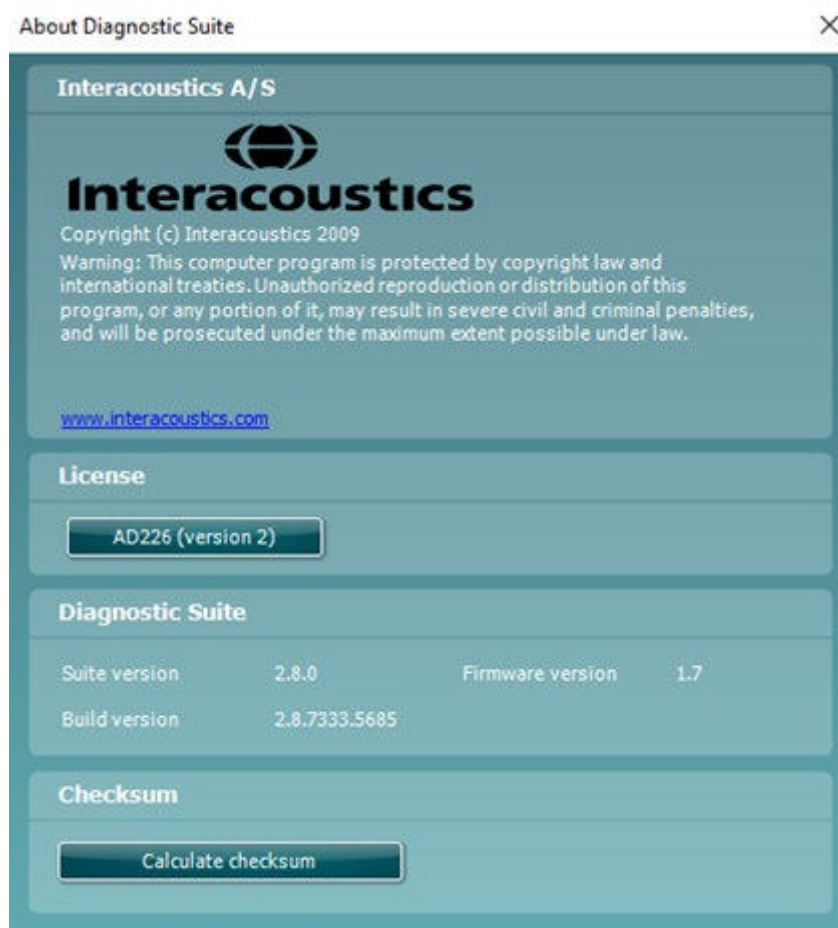 About Diagnostic Suite
Interacoustics A/S
Interacoustics
Copyright (c) Interacoustics 2009
Warning: This computer program is protected by copyright law and
international treaties. Unauthorized reproduction or distribution of this
program, or any portion of it, may result in severe civil and criminal penalties,
and will be prosecuted under the maximum extent possible under law.
www.interacoustics.com
License
AD226 (version 2)
Diagnostic Suite
Suite version 2.8.0 Firmware version 1.7
Build version 2.8.7333.5685
Checksum
Calculate checksum